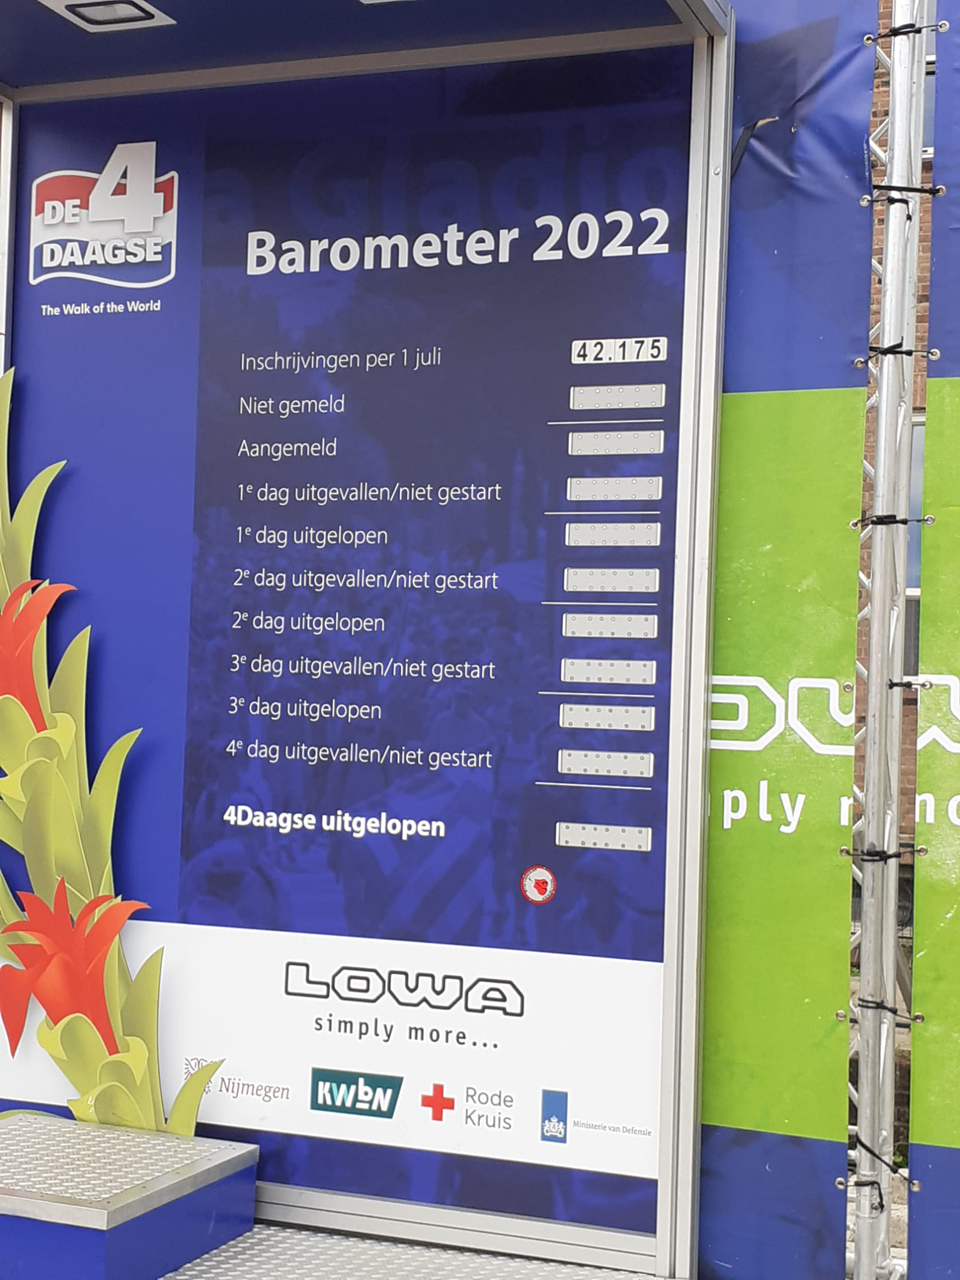 DE 4
DAAGSE
The Walk of the World
Barometer 2022
Inschrijvingen per 1 juli 42.175
Niet gemeld
Aangemeld
1e dag uitgevallen/niet gestart
1e dag uitgelopen
2e dag uitgevallen/niet gestart
2e dag uitgelopen
3e dag uitgevallen/niet gestart
3e dag uitgelopen
4e dag uitgevallen/niet gestart
4Daagse uitgelopen
LOWA
simply more...
Nijmegen
KWbN
Rode
Kruis
Ministerie van Defensie